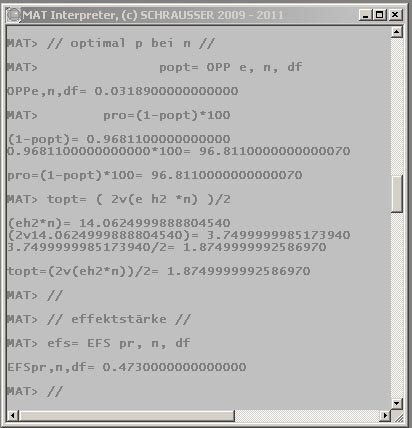 MAT Interpreter, (c) SCHRAUSSER 2009 - 2011
MAT> // optimal p bei n //
MAT> popt= OPP e, n, df
OPPe,n,df= 0.0318900000000000
MAT> pro=(1-popt)*100
(1-popt)= 0.9681100000000000
0.9681100000000000*100= 96.8110000000000070
pro=(1-popt)*100= 96.8110000000000070
MAT> topt= ( 2v(e h2 *n) )/2
(eh2*n)= 14.0624999888804540
(2v14.0624999888804540)= 3.7499999985173940
3.7499999985173940/2= 1.8749999992586970
topt=(2v(eh2*n))/2= 1.8749999992586970
MAT> //
MAT> // effektstärke //
MAT> efs= EFS pr, n, df
EFSpr,n,df= 0.4730000000000000
MAT> //